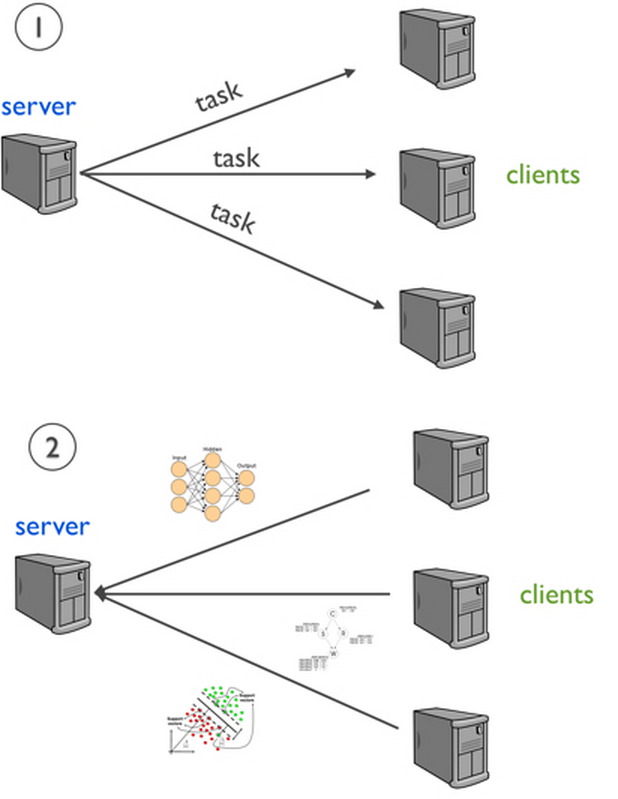 1
task
server
task
clients
task
2
Hidden
Input
Output
server
clients
C
S
R
W
Support
vectors
Support
vectors